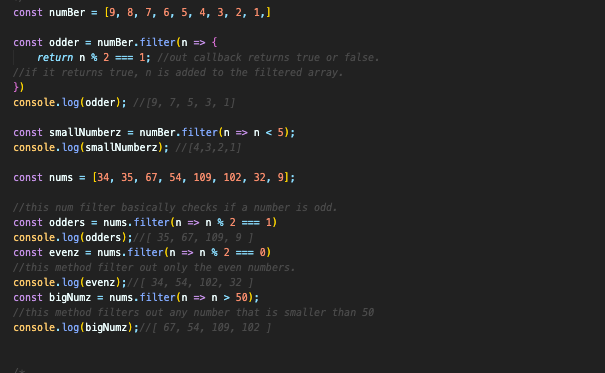 const numBer = [9, 8, 7, 6, 5, 4, 3, 2, 1,]
const odder = numBer.filter(n => {
return n % 2 === 1; //out callback returns true or false.
//if it returns true, n is added to the filtered array.
})
console.log(odder); //[9, 7, 5, 3, 1]
const smallNumberz = numBer.filter(n => n < 5);
console.log(smallNumberz); //[4,3,2,1]
const nums = [34, 35, 67, 54, 109, 102, 32, 9];
//this num filter basically checks if a number is odd.
const odders = nums.filter(n => n % 2 === 1)
console.log(odders);//[ 35, 67, 109, 9 ]
const evenz = nums.filter(n => n % 2 === 0)
//this method filter out only the even numbers.
console.log(evenz);//[ 34, 54, 102, 32 ]
const bigNumz = nums.filter(n => n > 50);
//this method filters out any number that is smaller than 50
console.log(bigNumz);//[ 67, 54, 109, 102 ]